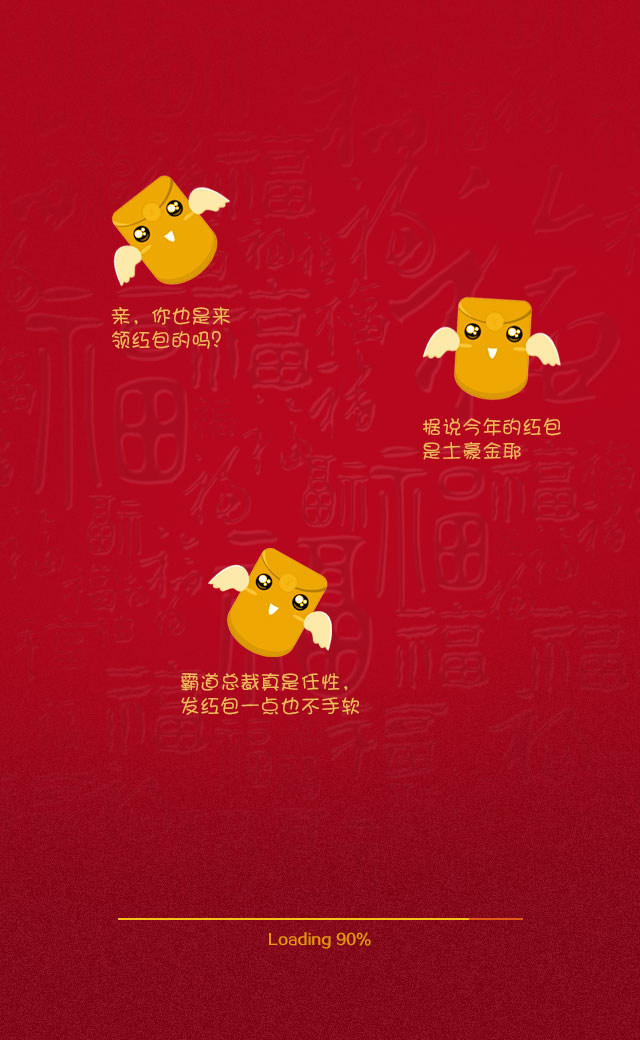 亲，你也是来
领红包的吗？
据说今年的红包
是土豪金耶
霸道总裁真是任性，
发红包一点也不手软
Loading 90%